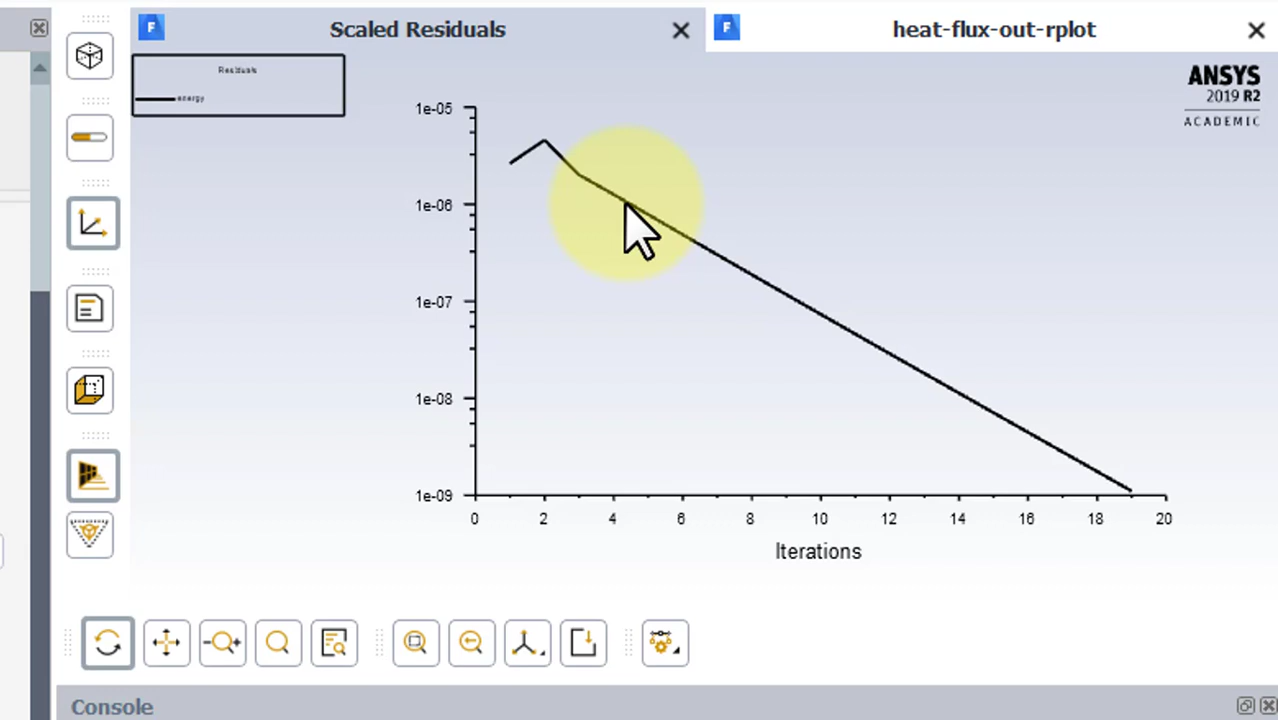 Scaled Residuals
heat-flux-out-rplot
Residuals
energy
ANSYS
2019 R2
ACADEMIC
1e-05
1e-06
1e-07
1e-08
1e-09
0 2 4 6 8 10 12 14 16 18 20
Iterations
Console